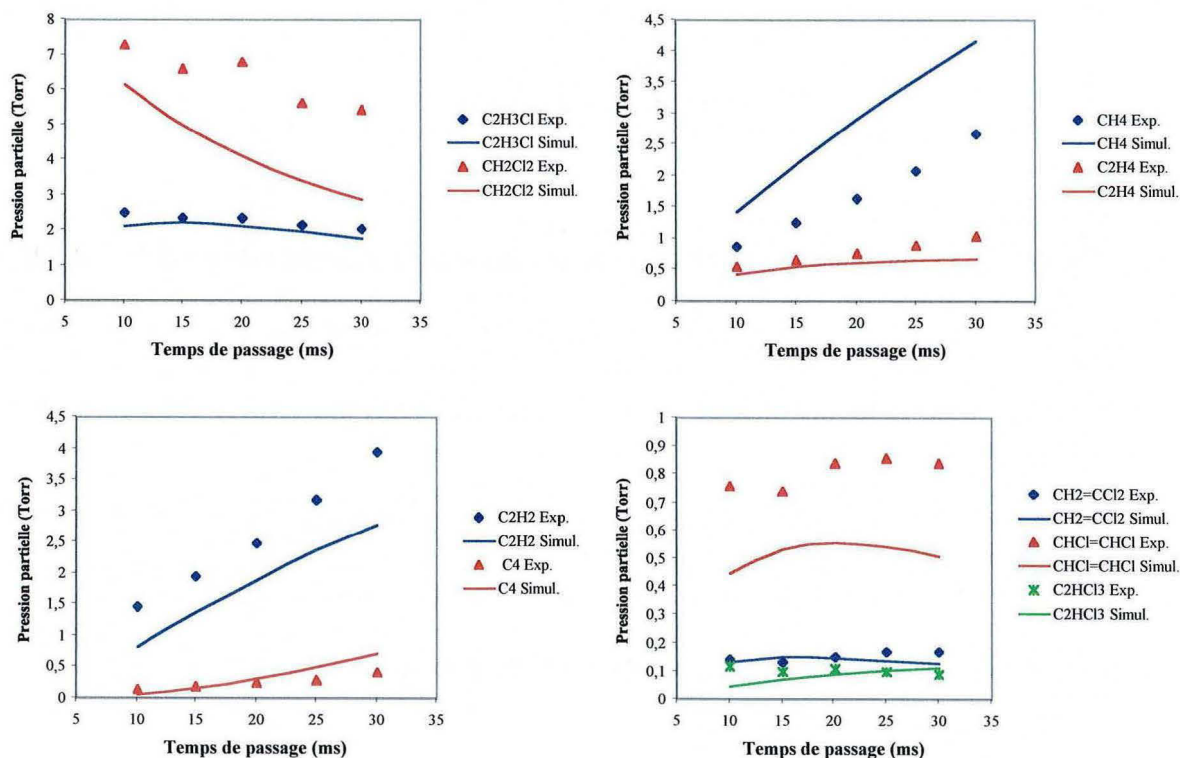 Pression partielle (Torr)
8
7
6
5
4
3
2
1
0
5
10
15
20
25
30
35
Temps de passage (ms)
C2H3Cl Exp.
C2H3Cl Simul.
CH2Cl2 Exp.
CH2Cl2 Simul.
Pression partielle (Torr)
4,5
4
3,5
3
2,5
2
1,5
1
0,5
0
5
10
15
20
25
30
35
Temps de passage (ms)
CH4 Exp.
CH4 Simul.
C2H4 Exp.
C2H4 Simul.
Pression partielle (Torr)
4,5
4
3,5
3
2,5
2
1,5
1
0,5
0
5
10
15
20
25
30
35
Temps de passage (ms)
C2H2 Exp.
C2H2 Simul.
C4 Exp.
C4 Simul.
Pression partielle (Torr)
1
0,9
0,8
0,7
0,6
0,5
0,4
0,3
0,2
0,1
0
5
10
15
20
25
30
35
Temps de passage (ms)
CH2=CCl2 Exp.
CH2=CCl2 Simul.
CHCl=CHCl Exp.
CHCl=CHCl Simul.
C2HCl3 Exp.
C2HCl3 Simul.